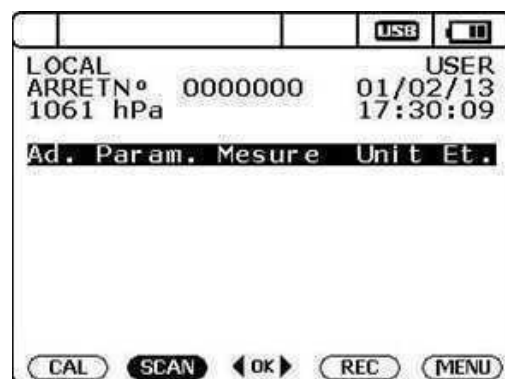 USB
LOCAL USER
ARRETNº 0000000 01/02/13
1061 hPa 17:30:09
Ad. Param. Mesure Unit Et.
CAL SCAN OK REC MENU